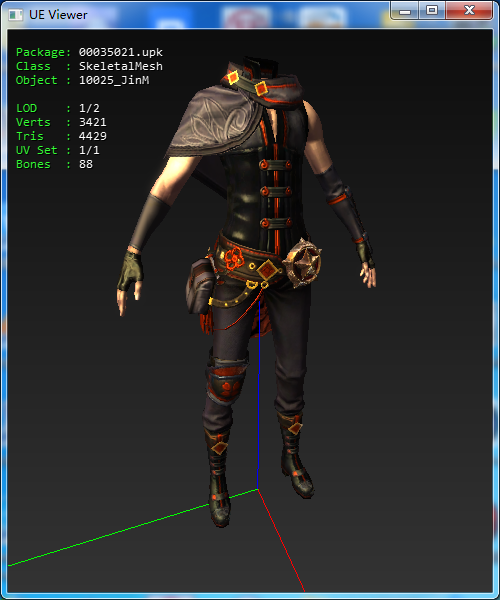 UE Viewer
Package: 00035021.upk
Class : SkeletalMesh
Object : 10025_JinM
LOD : 1/2
Verts : 3421
Tris : 4429
UV Set : 1/1
Bones : 88